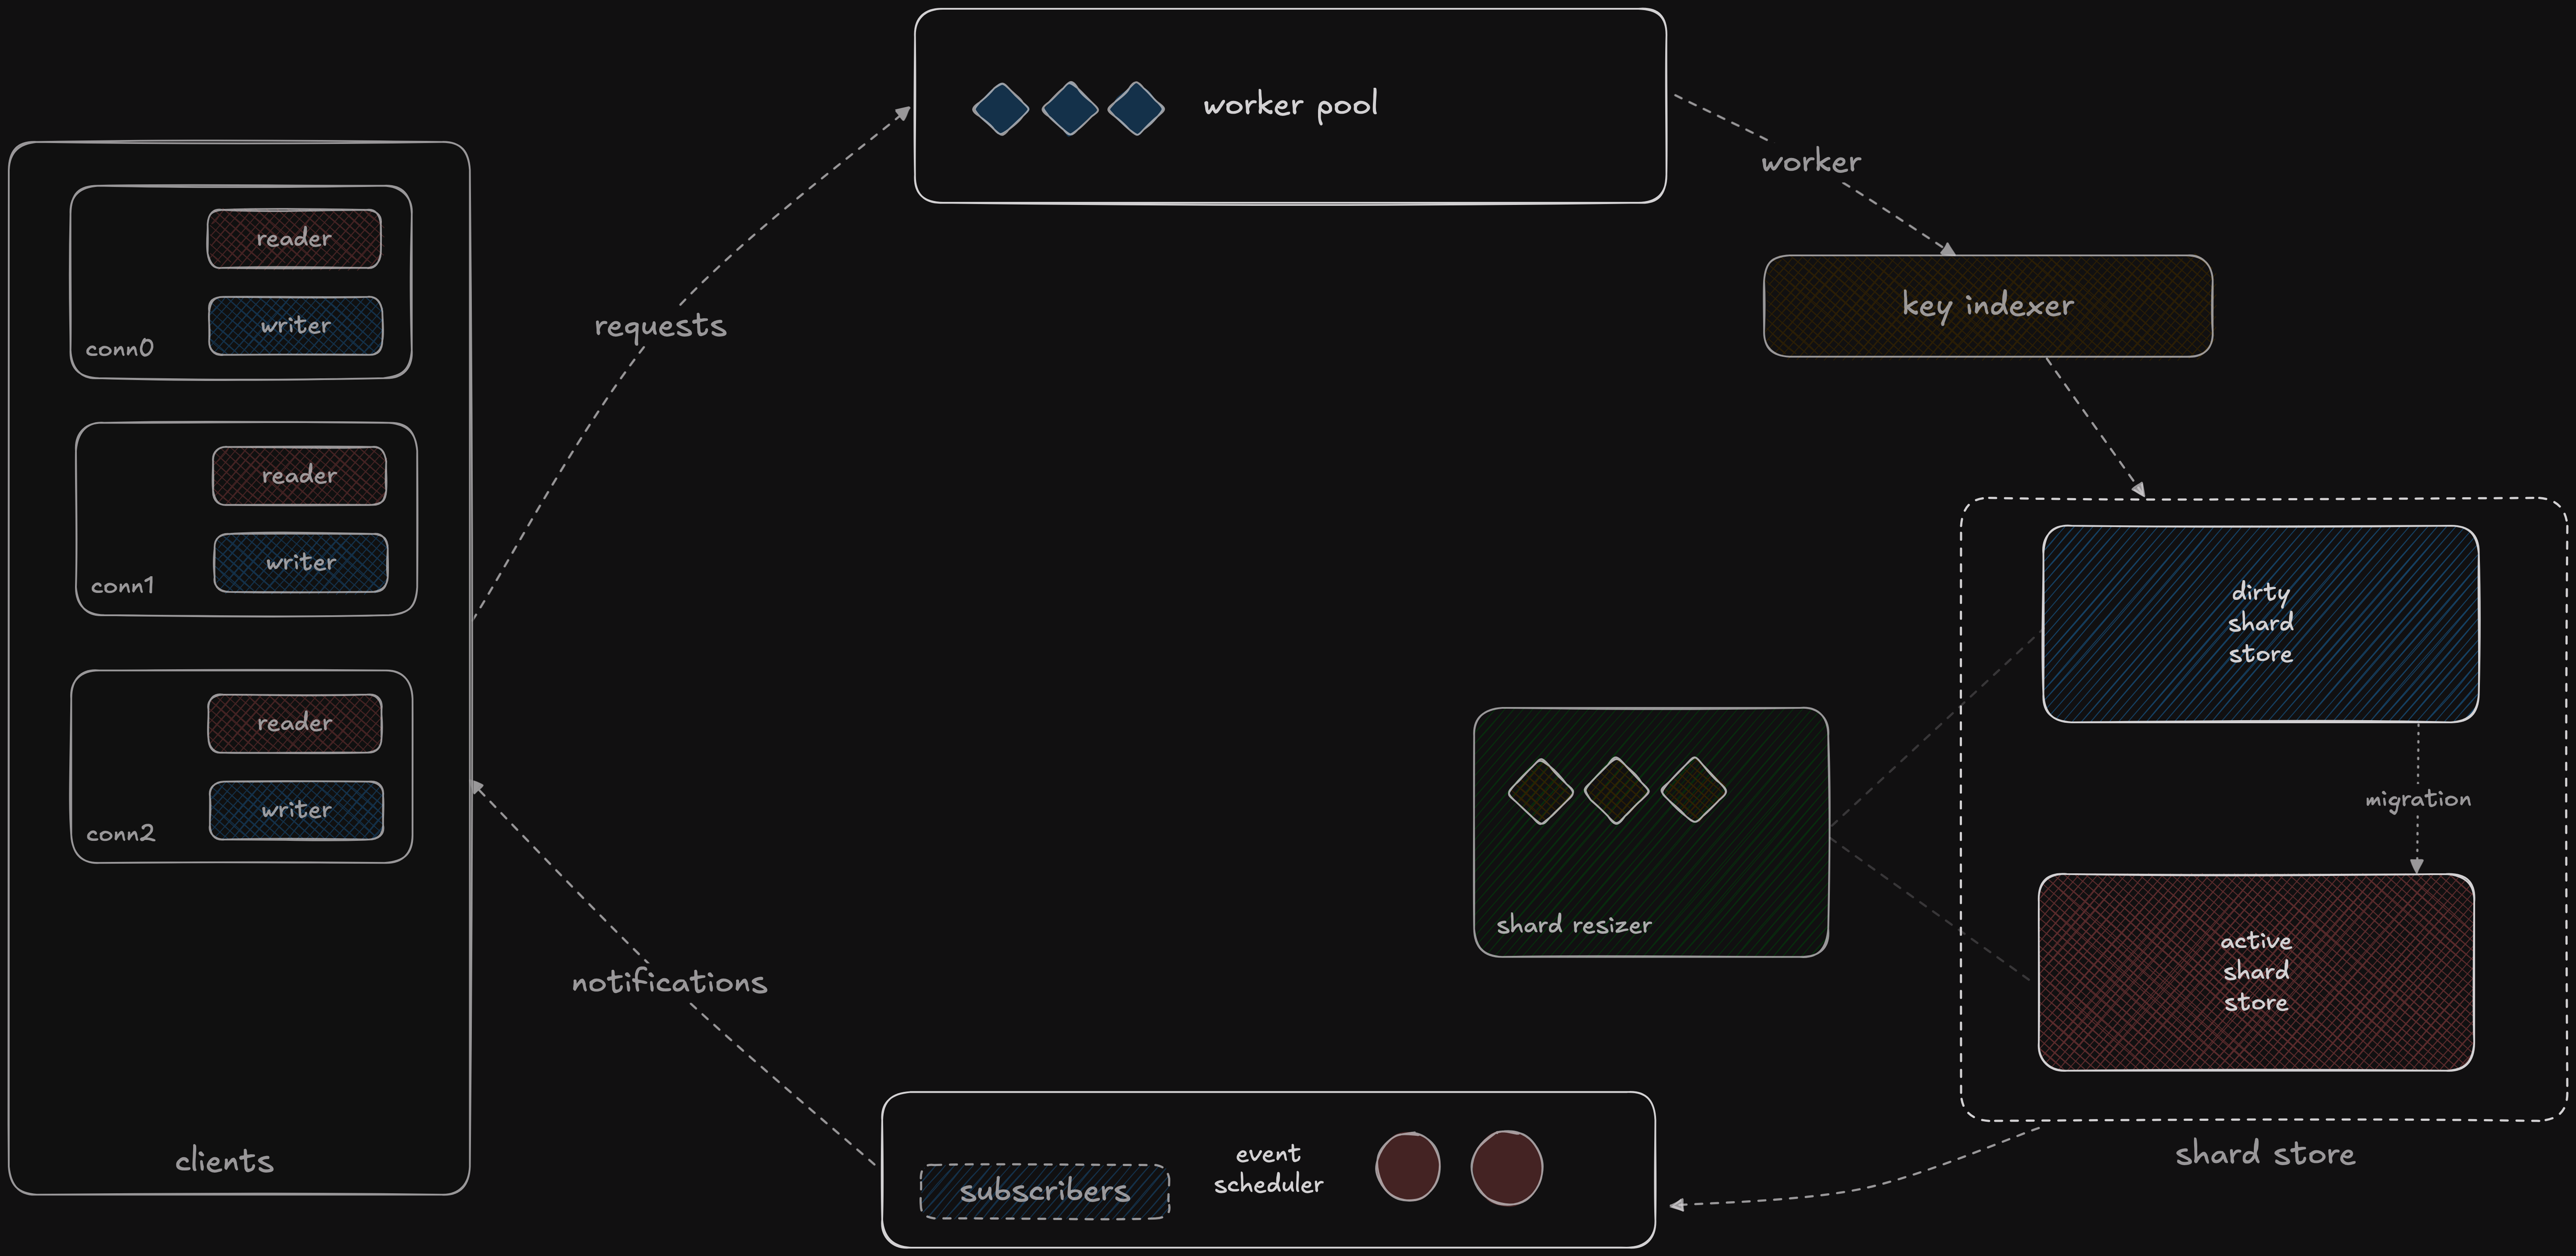 worker pool
worker
reader
writer
conn0
requests
key indexer
reader
writer
conn1
dirty
shard
store
reader
writer
conn2
migration
shard resizer
active
shard
store
notifications
clients
subscribers
event
scheduler
shard store